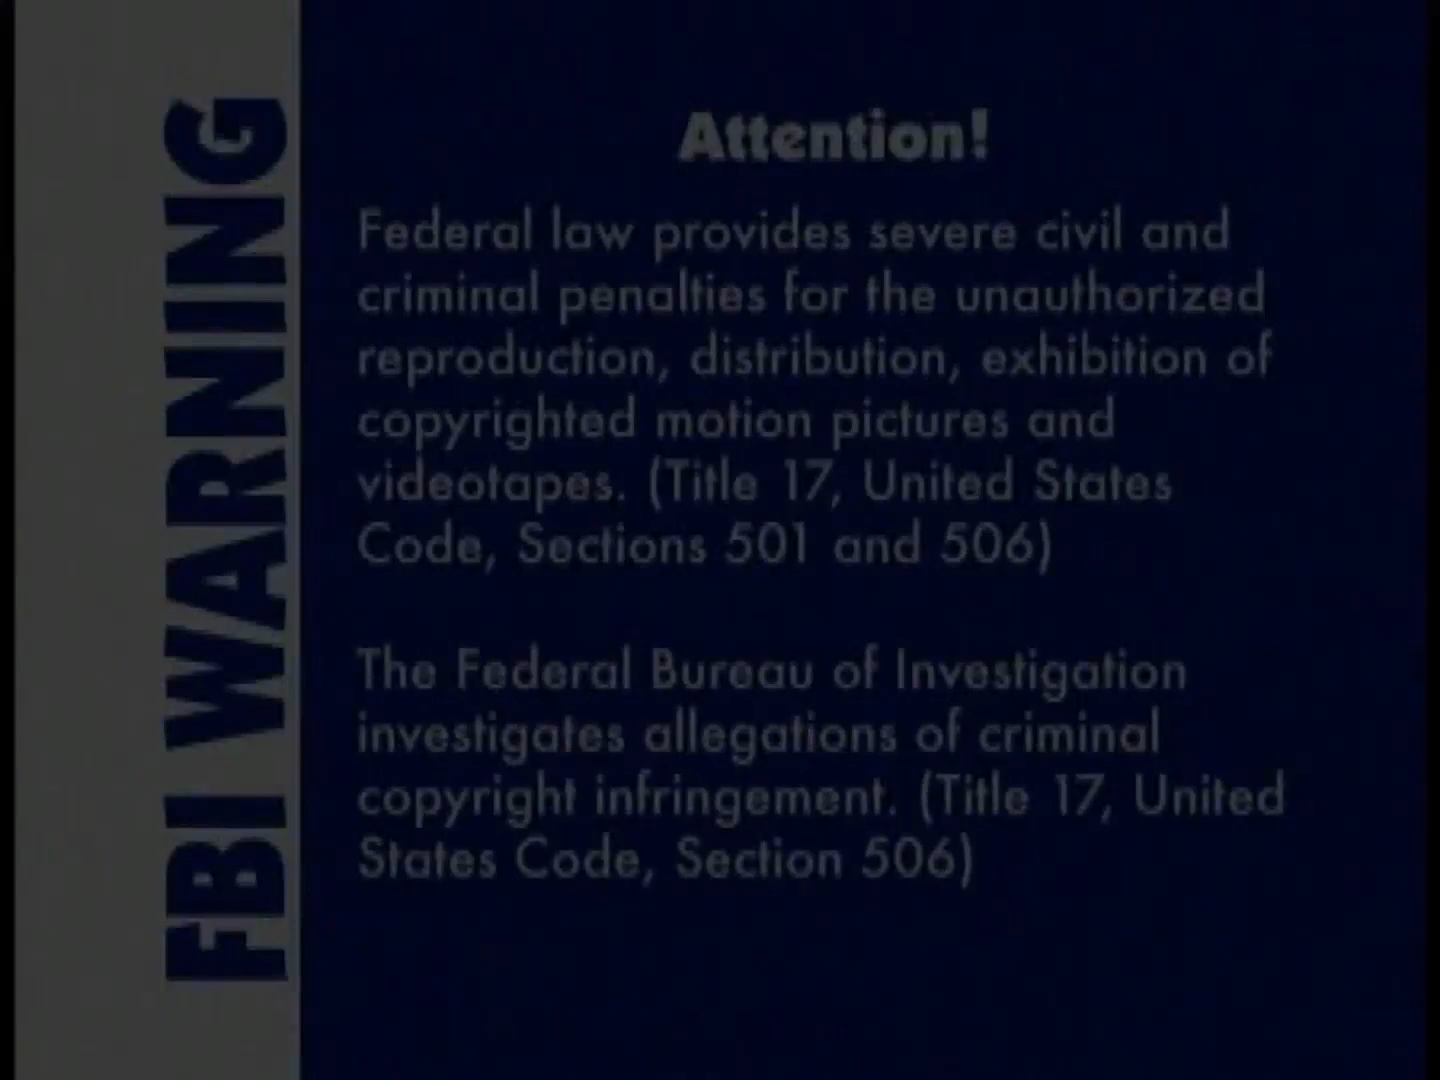 FBI WARNING
Attention!
Federal law provides severe civil and
criminal penalties for the unauthorized
reproduction, distribution, exhibition of
copyrighted motion pictures and
videotapes. (Title 17, United States
Code, Sections 501 and 506)
The Federal Bureau of Investigation
investigates allegations of criminal
copyright infringement. (Title 17, United
States Code, Section 506)